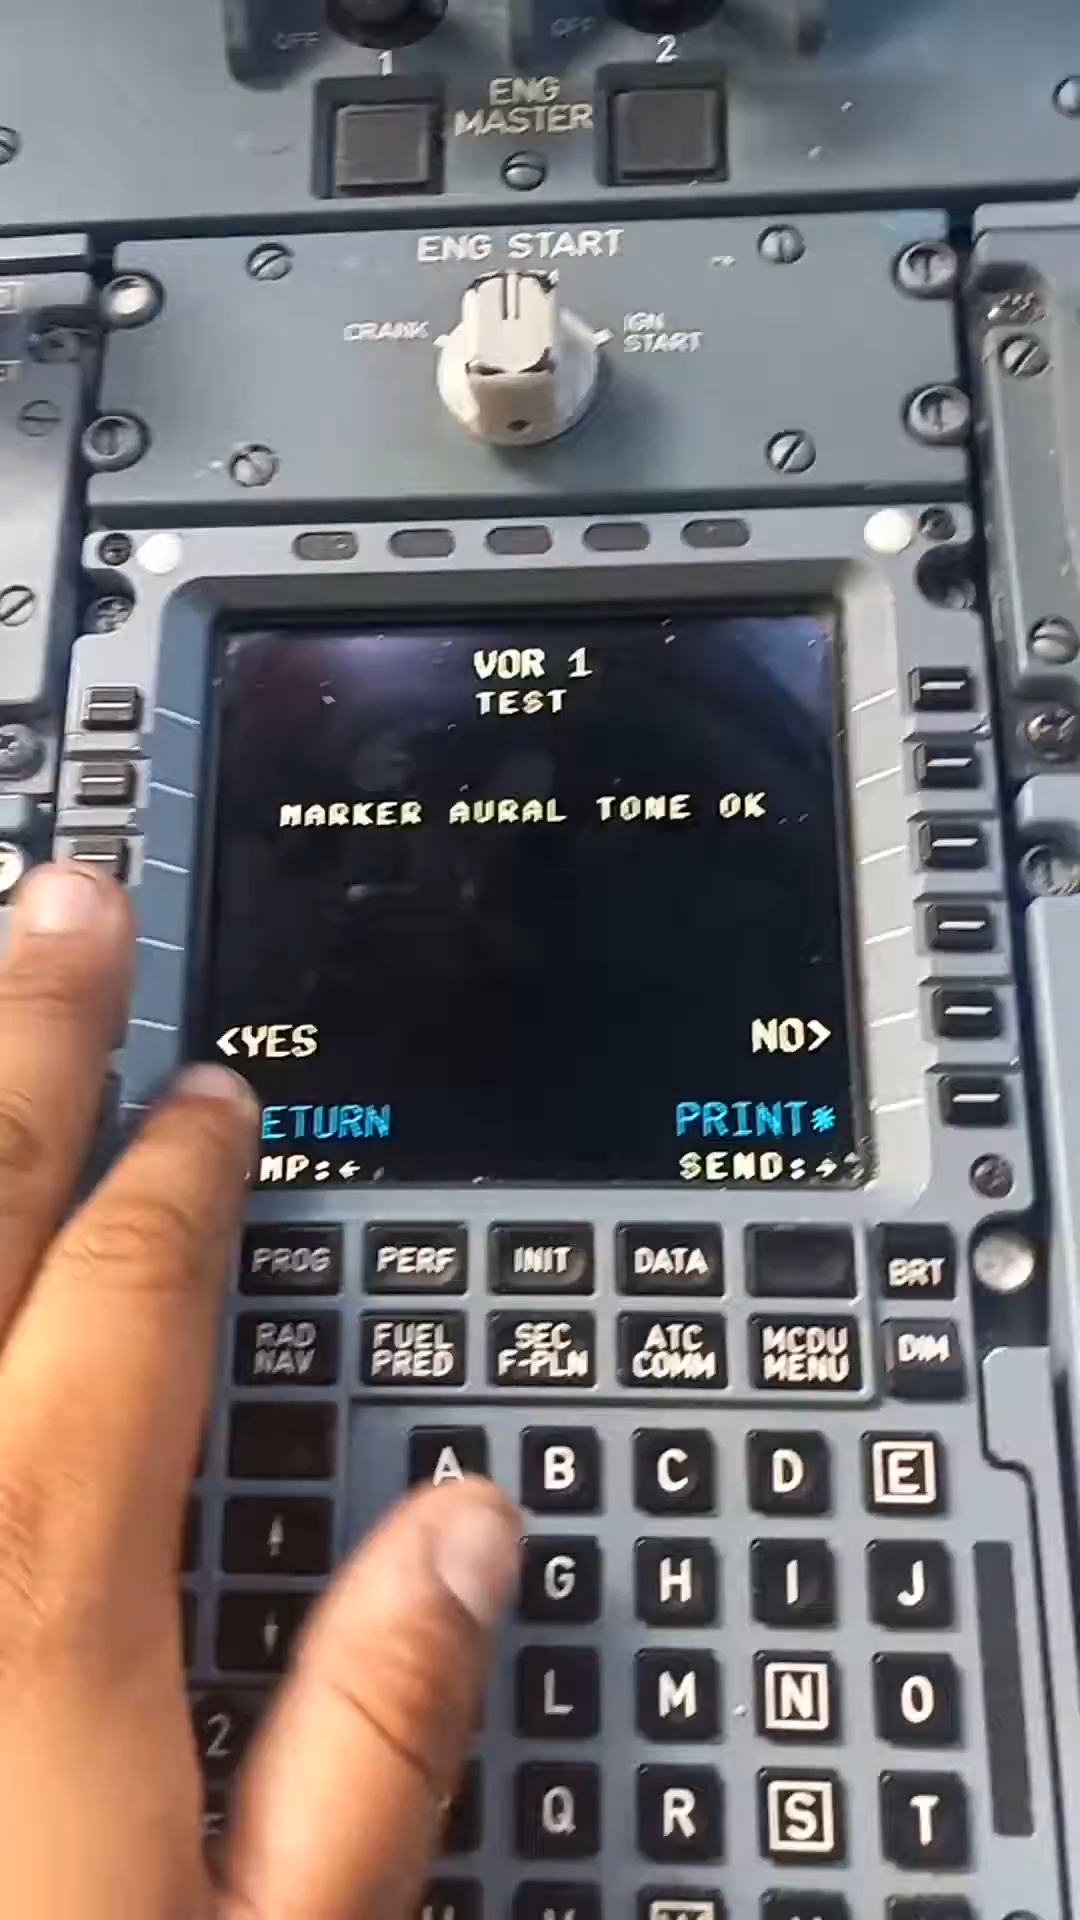 OFF OFF
1 2
ENG
MASTER
ENG START
CRANK
IGN
START
VOR 1
TEST
MARKER AURAL TONE OK
<YES NO>
ETURN PRINT*
MP:← SEND:→
PROG PERF INIT DATA BRT
RAD
NAV
FUEL
PRED
SEC
F-PLN
ATC
COMM
MCDU
MENU
DIM
A B C D E
↑ G H I J
↓
L M N O
2
Q R S T